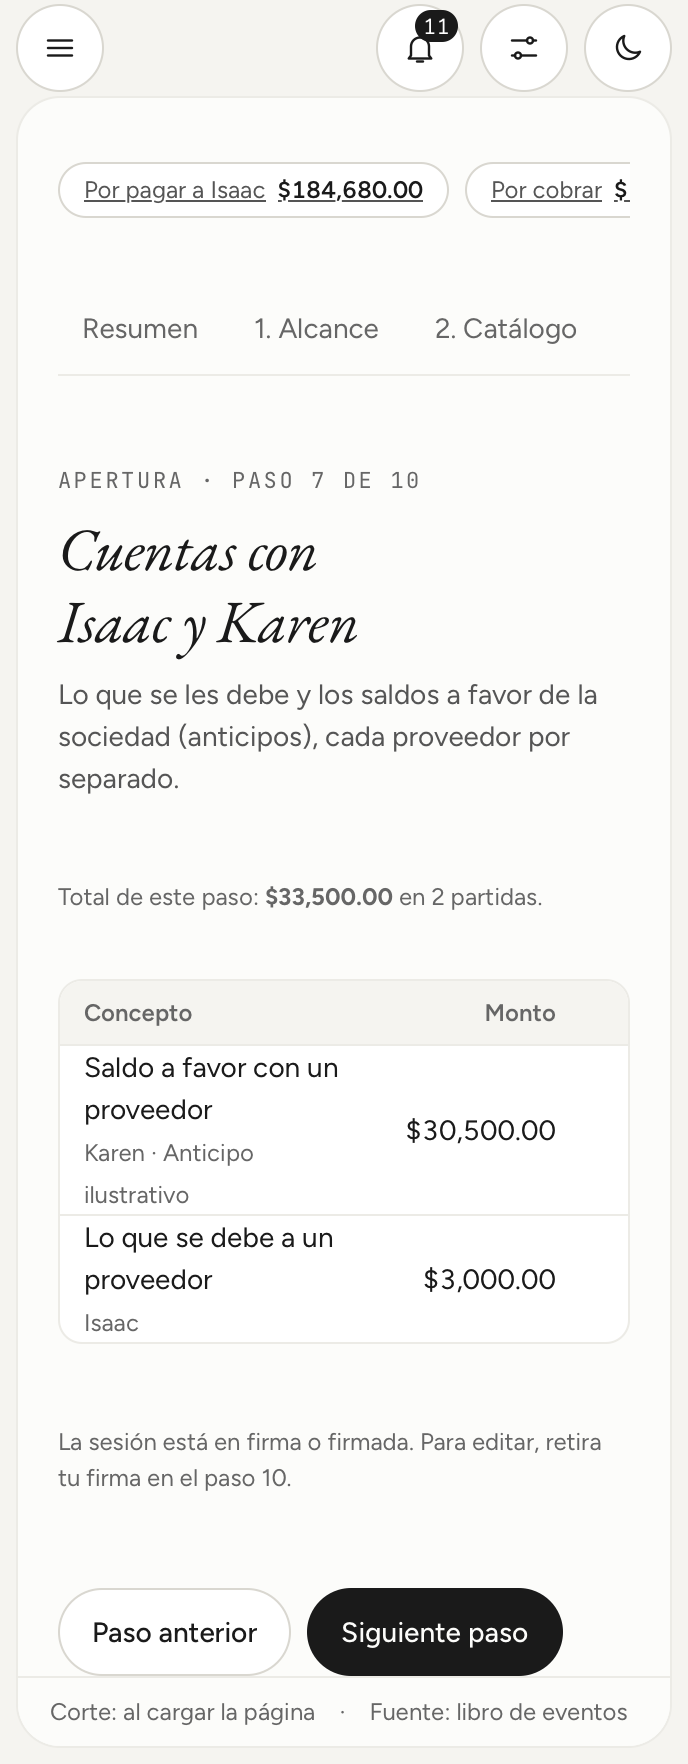 11
Por pagar a Isaac $184,680.00 Por cobrar $
Resumen 1. Alcance 2. Catálogo
APERTURA · PASO 7 DE 10
Cuentas con
Isaac y Karen
Lo que se les debe y los saldos a favor de la
sociedad (anticipos), cada proveedor por
separado.
Total de este paso: $33,500.00 en 2 partidas.
Concepto Monto
Saldo a favor con un
proveedor
$30,500.00
Karen · Anticipo
ilustrativo
Lo que se debe a un
proveedor
$3,000.00
Isaac
La sesión está en firma o firmada. Para editar, retira
tu firma en el paso 10.
Paso anterior Siguiente paso
Corte: al cargar la página · Fuente: libro de eventos